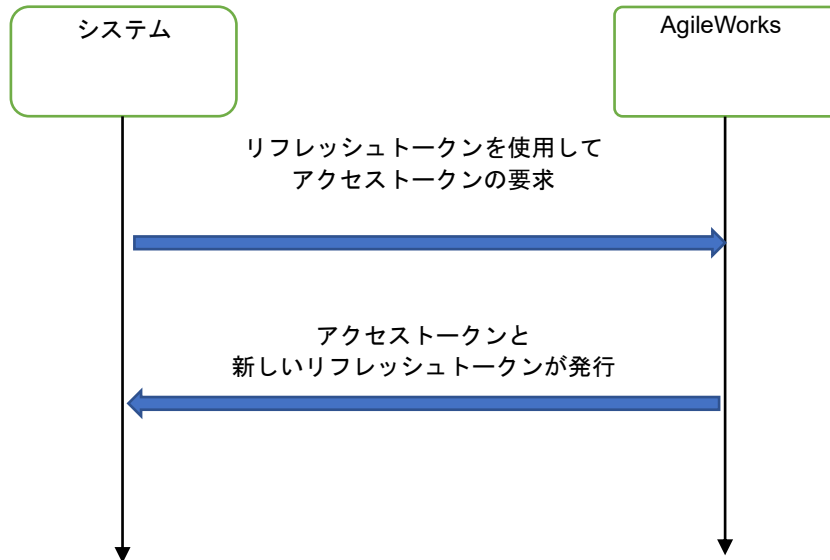 システム
AgileWorks
リフレッシュトークンを使用して
アクセストークンの要求
アクセストークンと
新しいリフレッシュトークンが発行